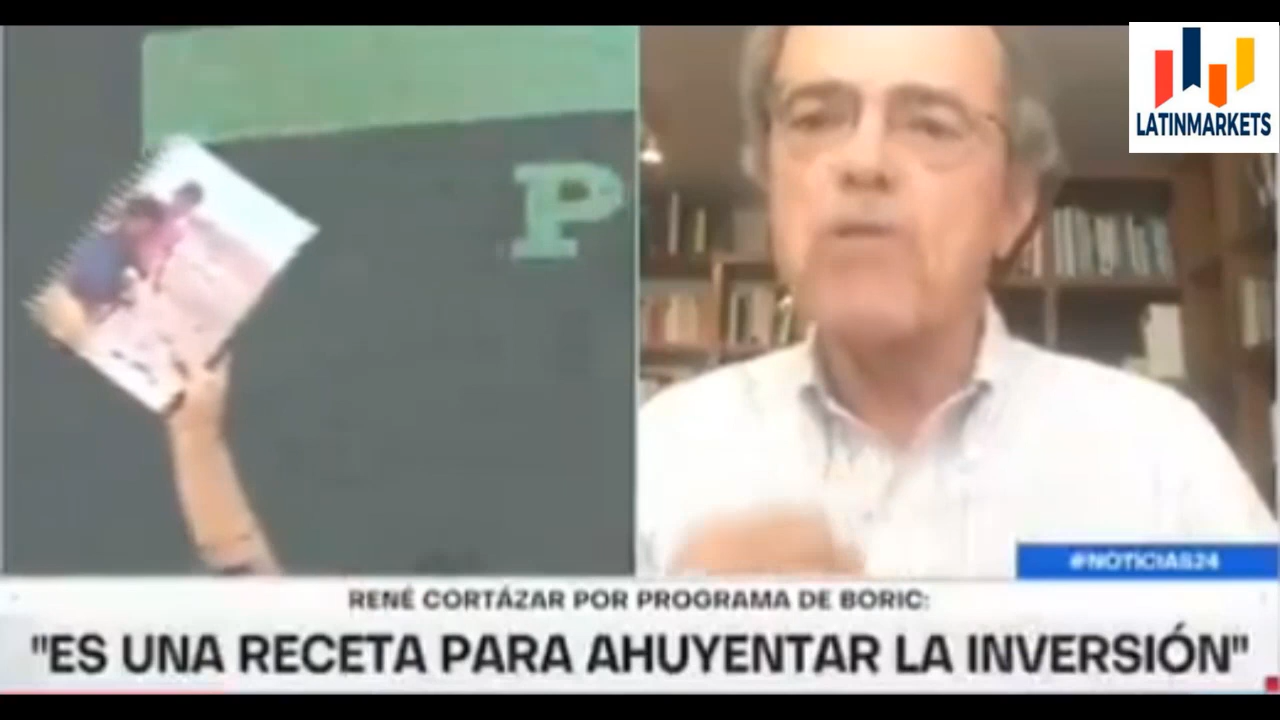 P
LATINMARKETS
#NOTICIAS24
RENÉ CORTÁZAR POR PROGRAMA DE BORIC:
"ES UNA RECETA PARA AHUYENTAR LA INVERSIÓN"